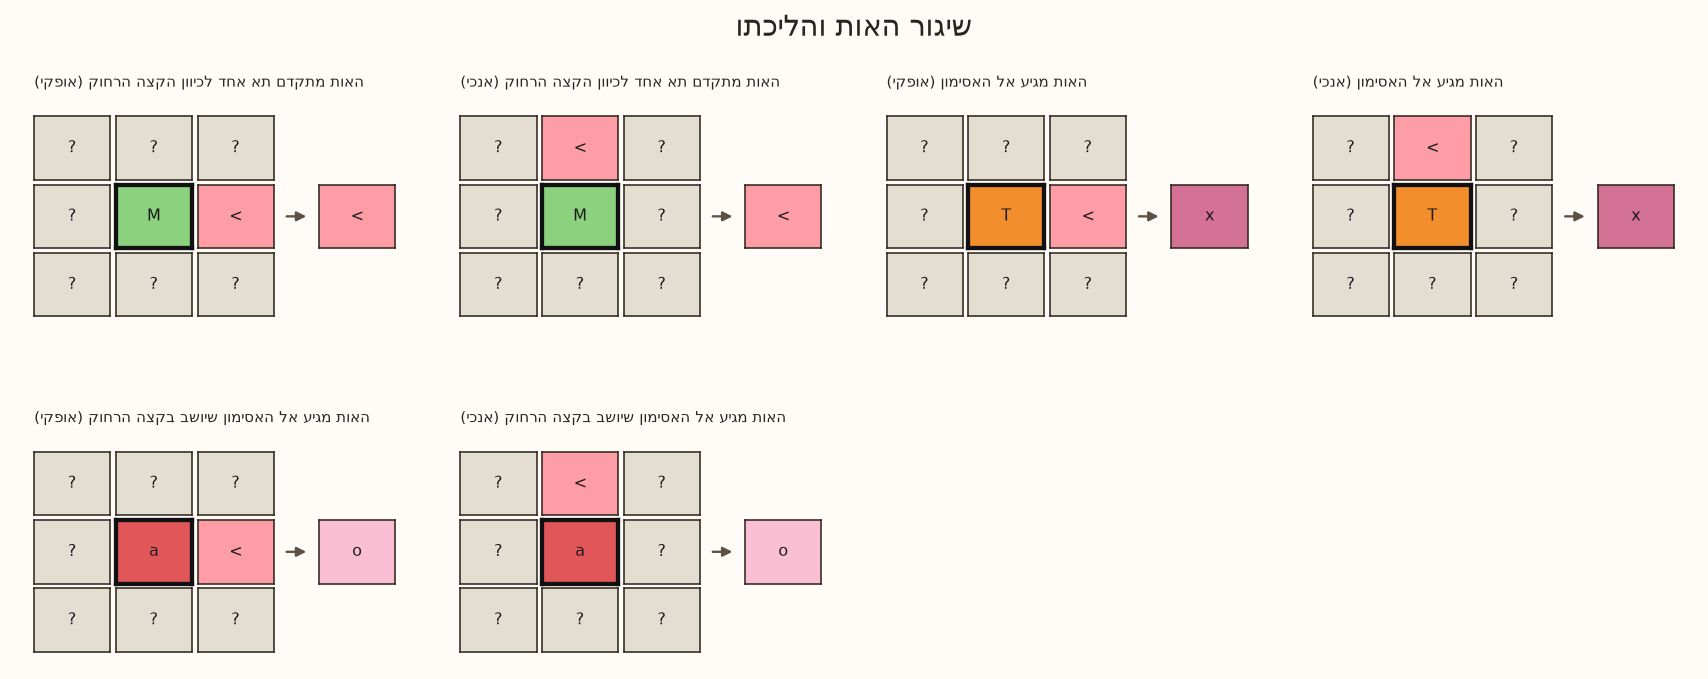 שיגור האות והליכתו
האות מתקדם תא אחד לכיוון הקצה הרחוק (אופקי)
? ? ?
? M < <
? ? ?
האות מתקדם תא אחד לכיוון הקצה הרחוק (אנכי)
? < ?
? M ? <
? ? ?
האות מגיע אל האסימון (אופקי)
? ? ?
? T < x
? ? ?
האות מגיע אל האסימון (אנכי)
? < ?
? T ? x
? ? ?
האות מגיע אל האסימון שיושב בקצה הרחוק (אופקי)
? ? ?
? a < o
? ? ?
האות מגיע אל האסימון שיושב בקצה הרחוק (אנכי)
? < ?
? a ? o
? ? ?